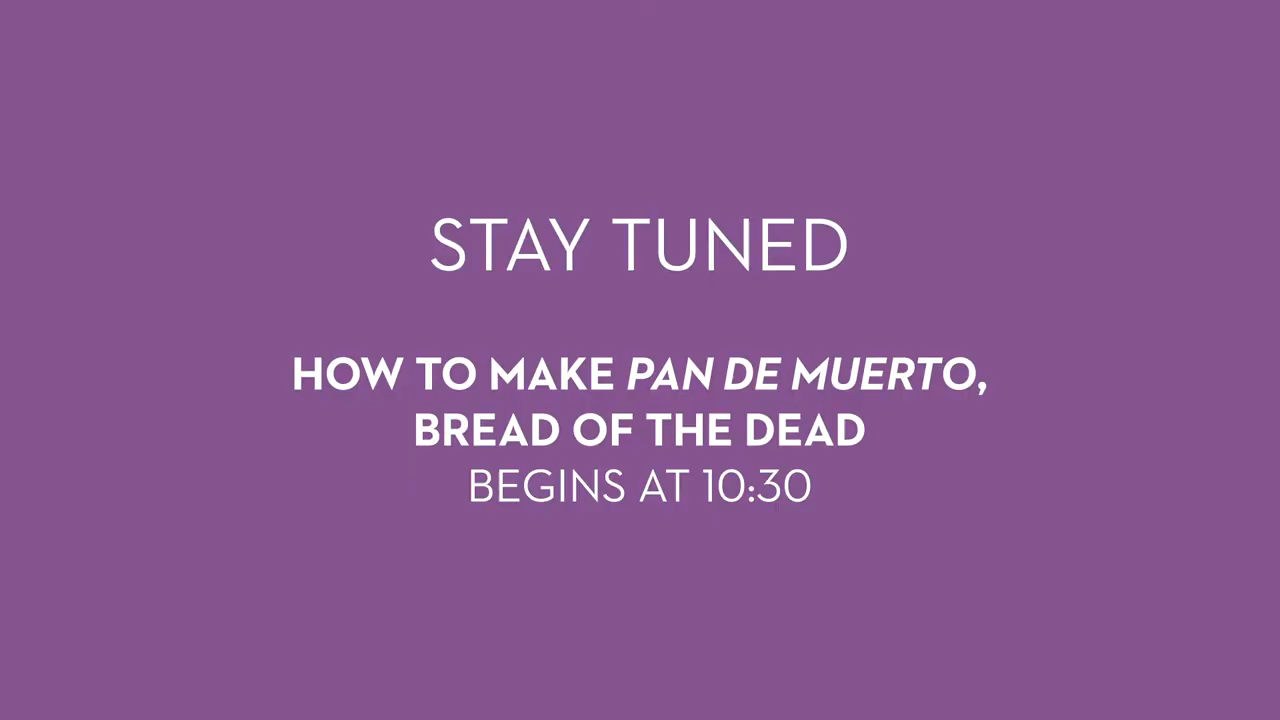 STAY TUNED
HOW TO MAKE PAN DE MUERTO,
BREAD OF THE DEAD
BEGINS AT 10:30